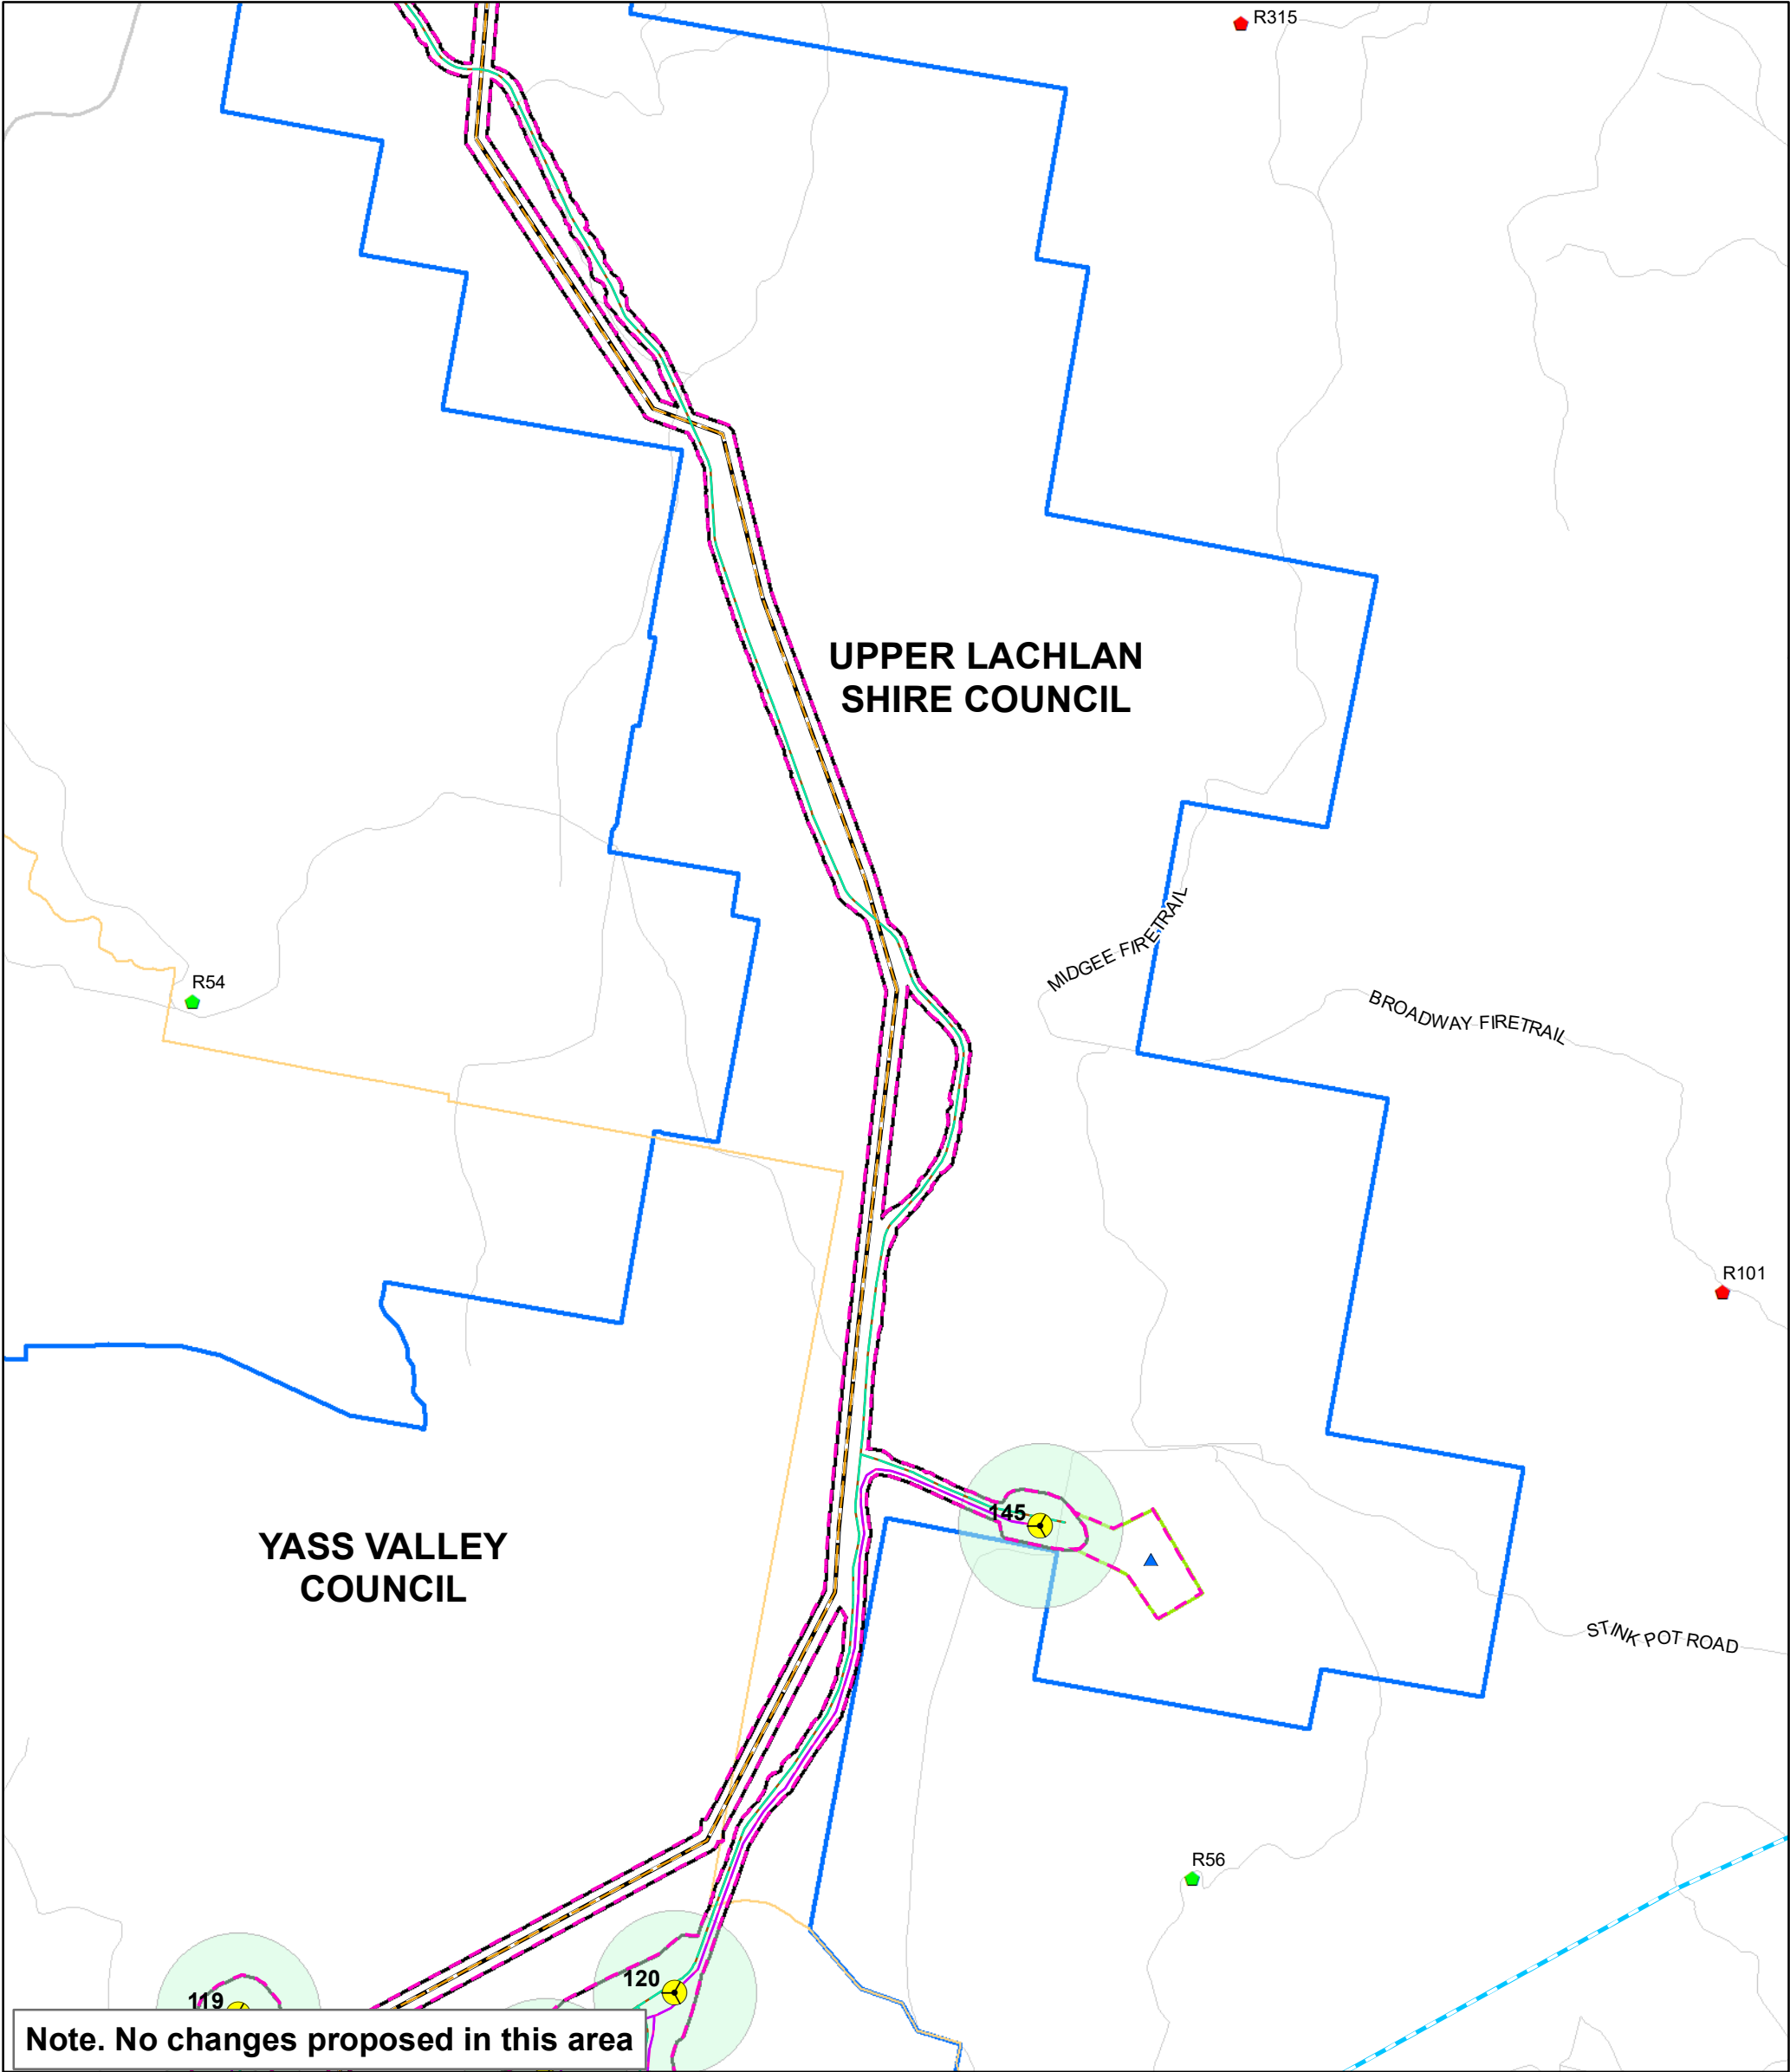 R315
UPPER LACHLAN
SHIRE COUNCIL
MIDGEE FIRETRAIL
R54
BROADWAY FIRETRAIL
R101
145
YASS VALLEY
COUNCIL
STINK POT ROAD
R56
120
119
Note. No changes proposed in this area